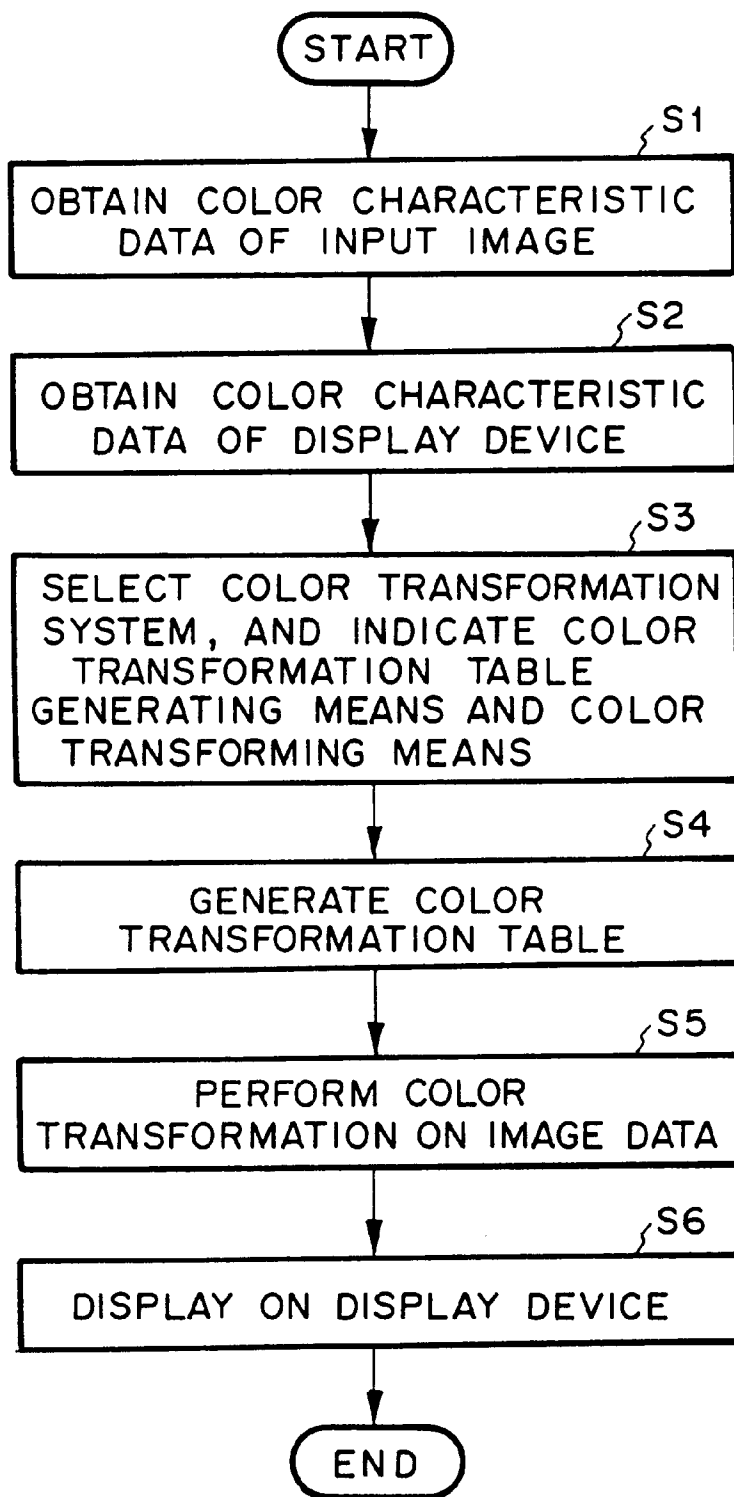 START
S1
OBTAIN COLOR CHARACTERISTIC
DATA OF INPUT IMAGE
S2
OBTAIN COLOR CHARACTERISTIC
DATA OF DISPLAY DEVICE
S3
SELECT COLOR TRANSFORMATION
SYSTEM, AND INDICATE COLOR
TRANSFORMATION TABLE
GENERATING MEANS AND COLOR
TRANSFORMING MEANS
S4
GENERATE COLOR
TRANSFORMATION TABLE
S5
PERFORM COLOR
TRANSFORMATION ON IMAGE DATA
S6
DISPLAY ON DISPLAY DEVICE
END